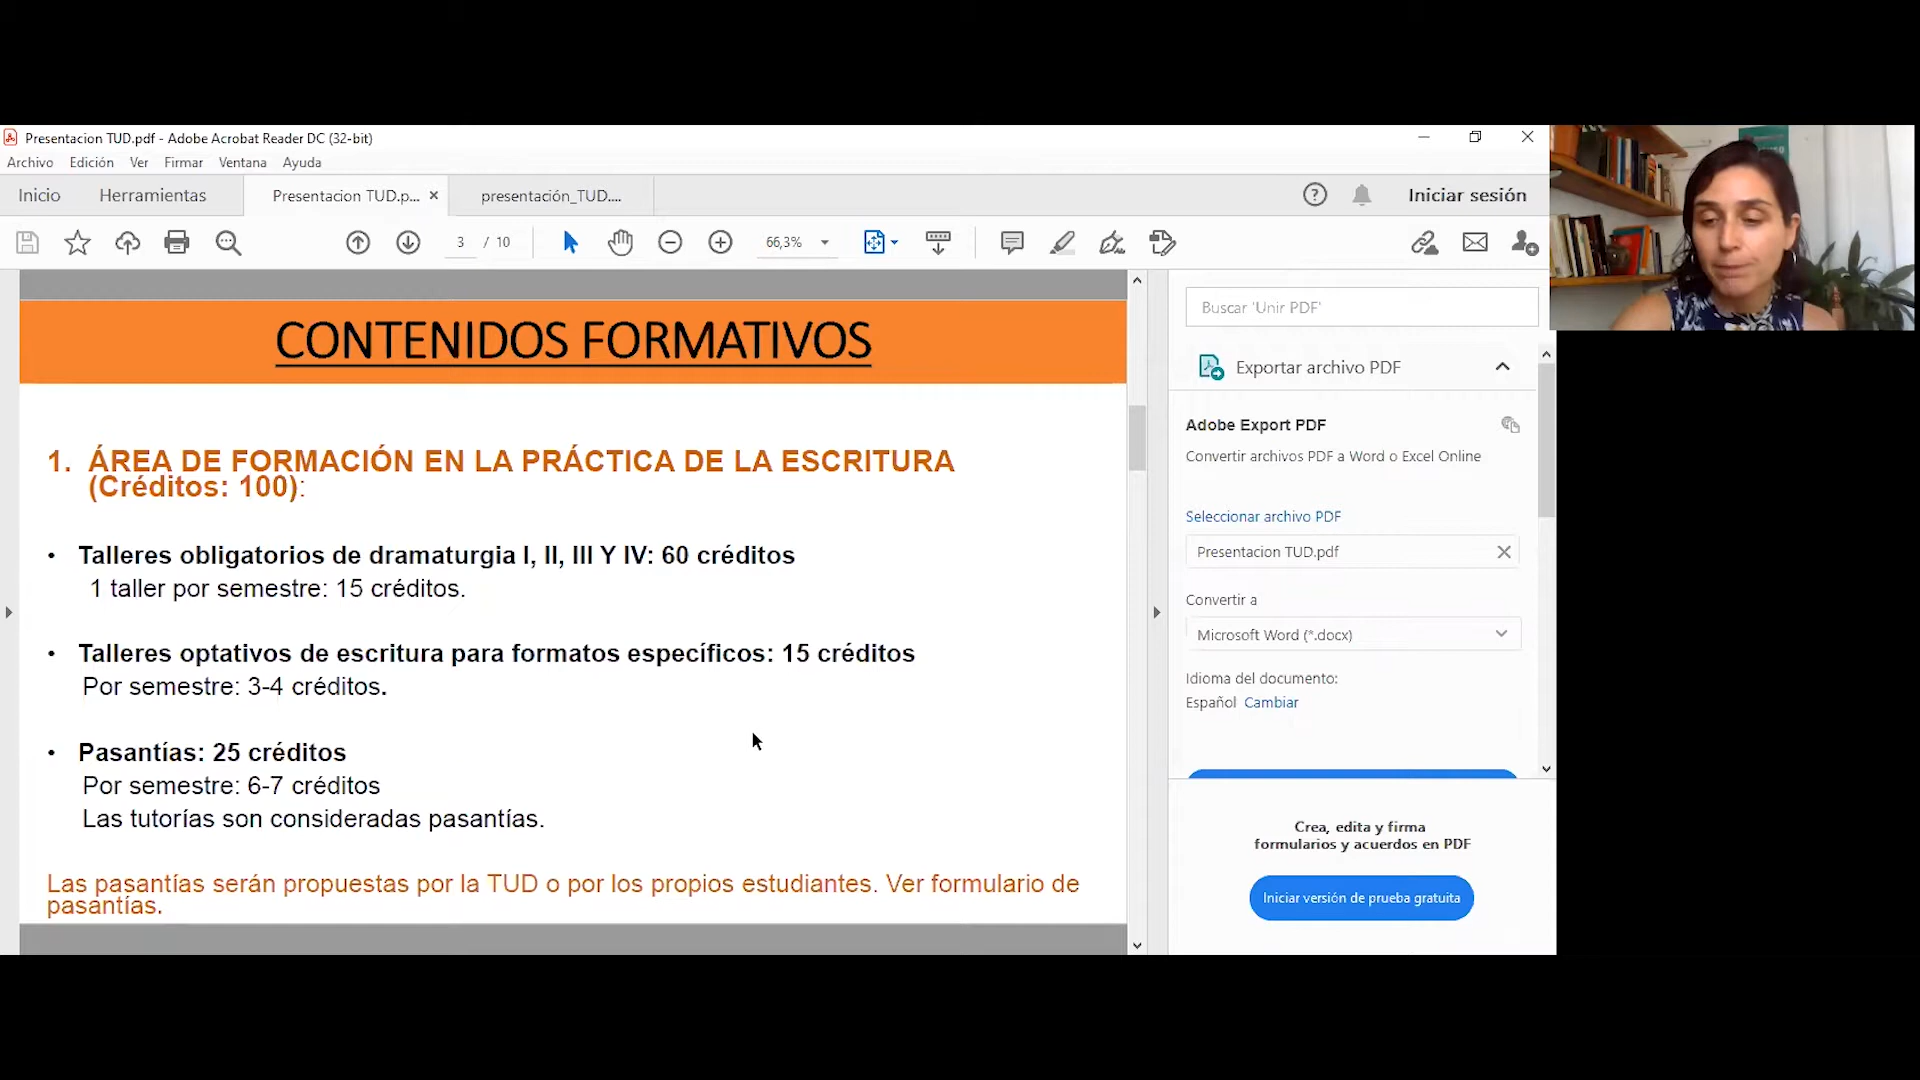 Presentacion TUD.pdf - Adobe Acrobat Reader DC (32-bit)
Archivo Edición Ver Firmar Ventana Ayuda
Inicio Herramientas Presentacion TUD.p... presentación_TUD.... Iniciar sesión
3 / 10 66,3%
CONTENIDOS FORMATIVOS
1. ÁREA DE FORMACIÓN EN LA PRÁCTICA DE LA ESCRITURA
(Créditos: 100):
• Talleres obligatorios de dramaturgia I, II, III Y IV: 60 créditos
1 taller por semestre: 15 créditos.
• Talleres optativos de escritura para formatos específicos: 15 créditos
Por semestre: 3-4 créditos.
• Pasantías: 25 créditos
Por semestre: 6-7 créditos
Las tutorías son consideradas pasantías.
Las pasantías serán propuestas por la TUD o por los propios estudiantes. Ver formulario de
pasantías.
Buscar 'Unir PDF'
Exportar archivo PDF
Adobe Export PDF
Convertir archivos PDF a Word o Excel Online
Seleccionar archivo PDF
Presentacion TUD.pdf
Convertir a
Microsoft Word (*.docx)
Idioma del documento:
Español Cambiar
Crea, edita y firma
formularios y acuerdos en PDF
Iniciar versión de prueba gratuita